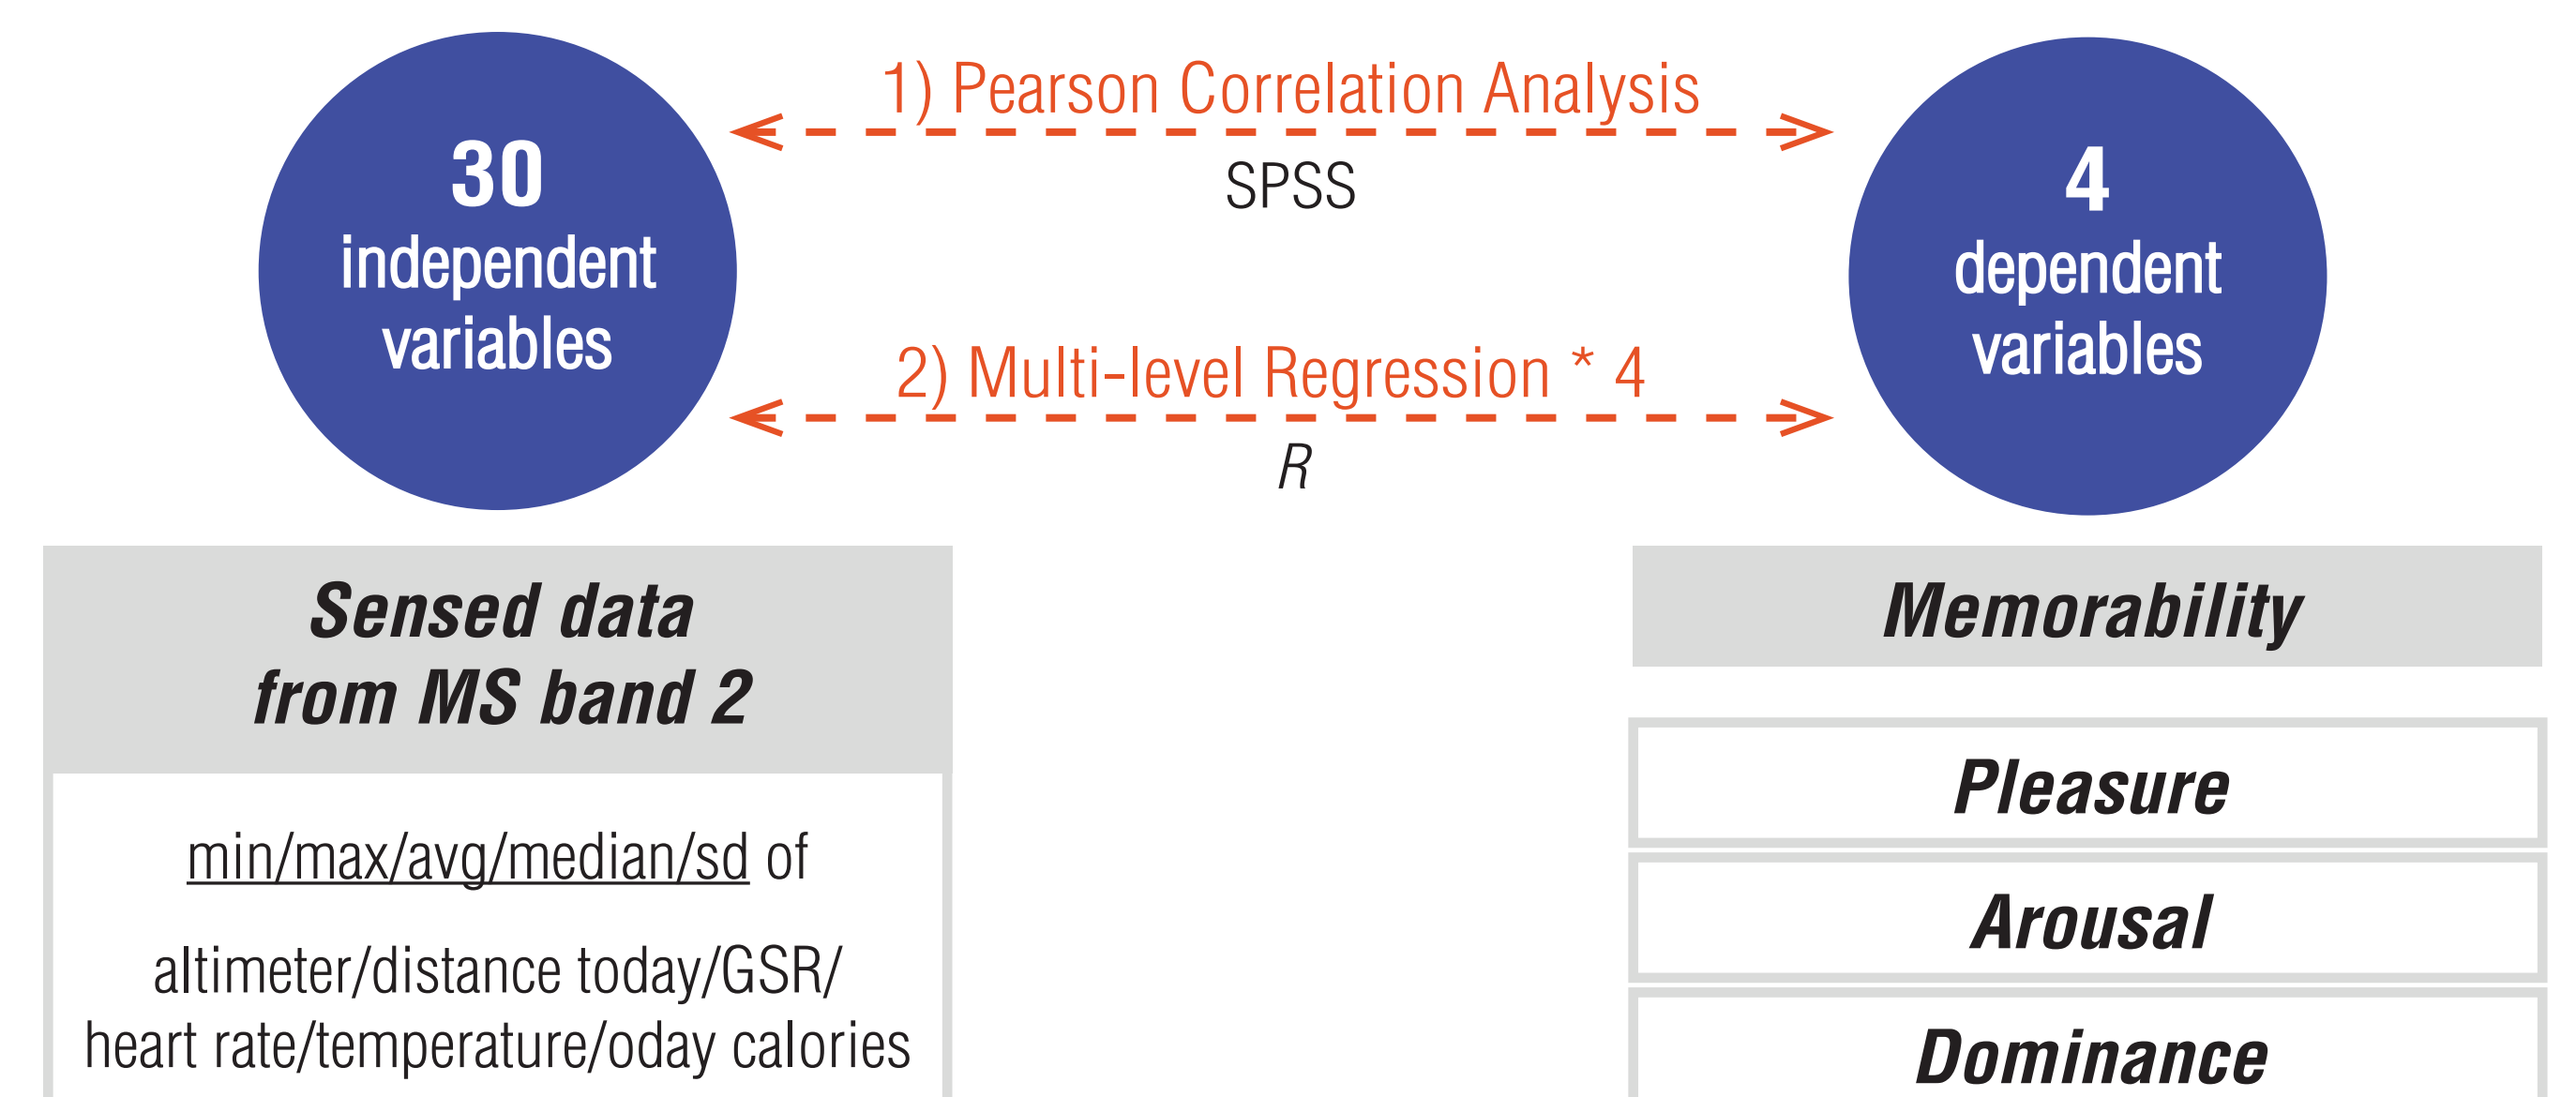 30
independent
variables
1) Pearson Correlation Analysis
SPSS
2) Multi-level Regression * 4
R
4
dependent
variables
Sensed data
from MS band 2
min/max/avg/median/sd of
altimeter/distance today/GSR/
heart rate/temperature/oday calories
Memorability
Pleasure
Arousal
Dominance